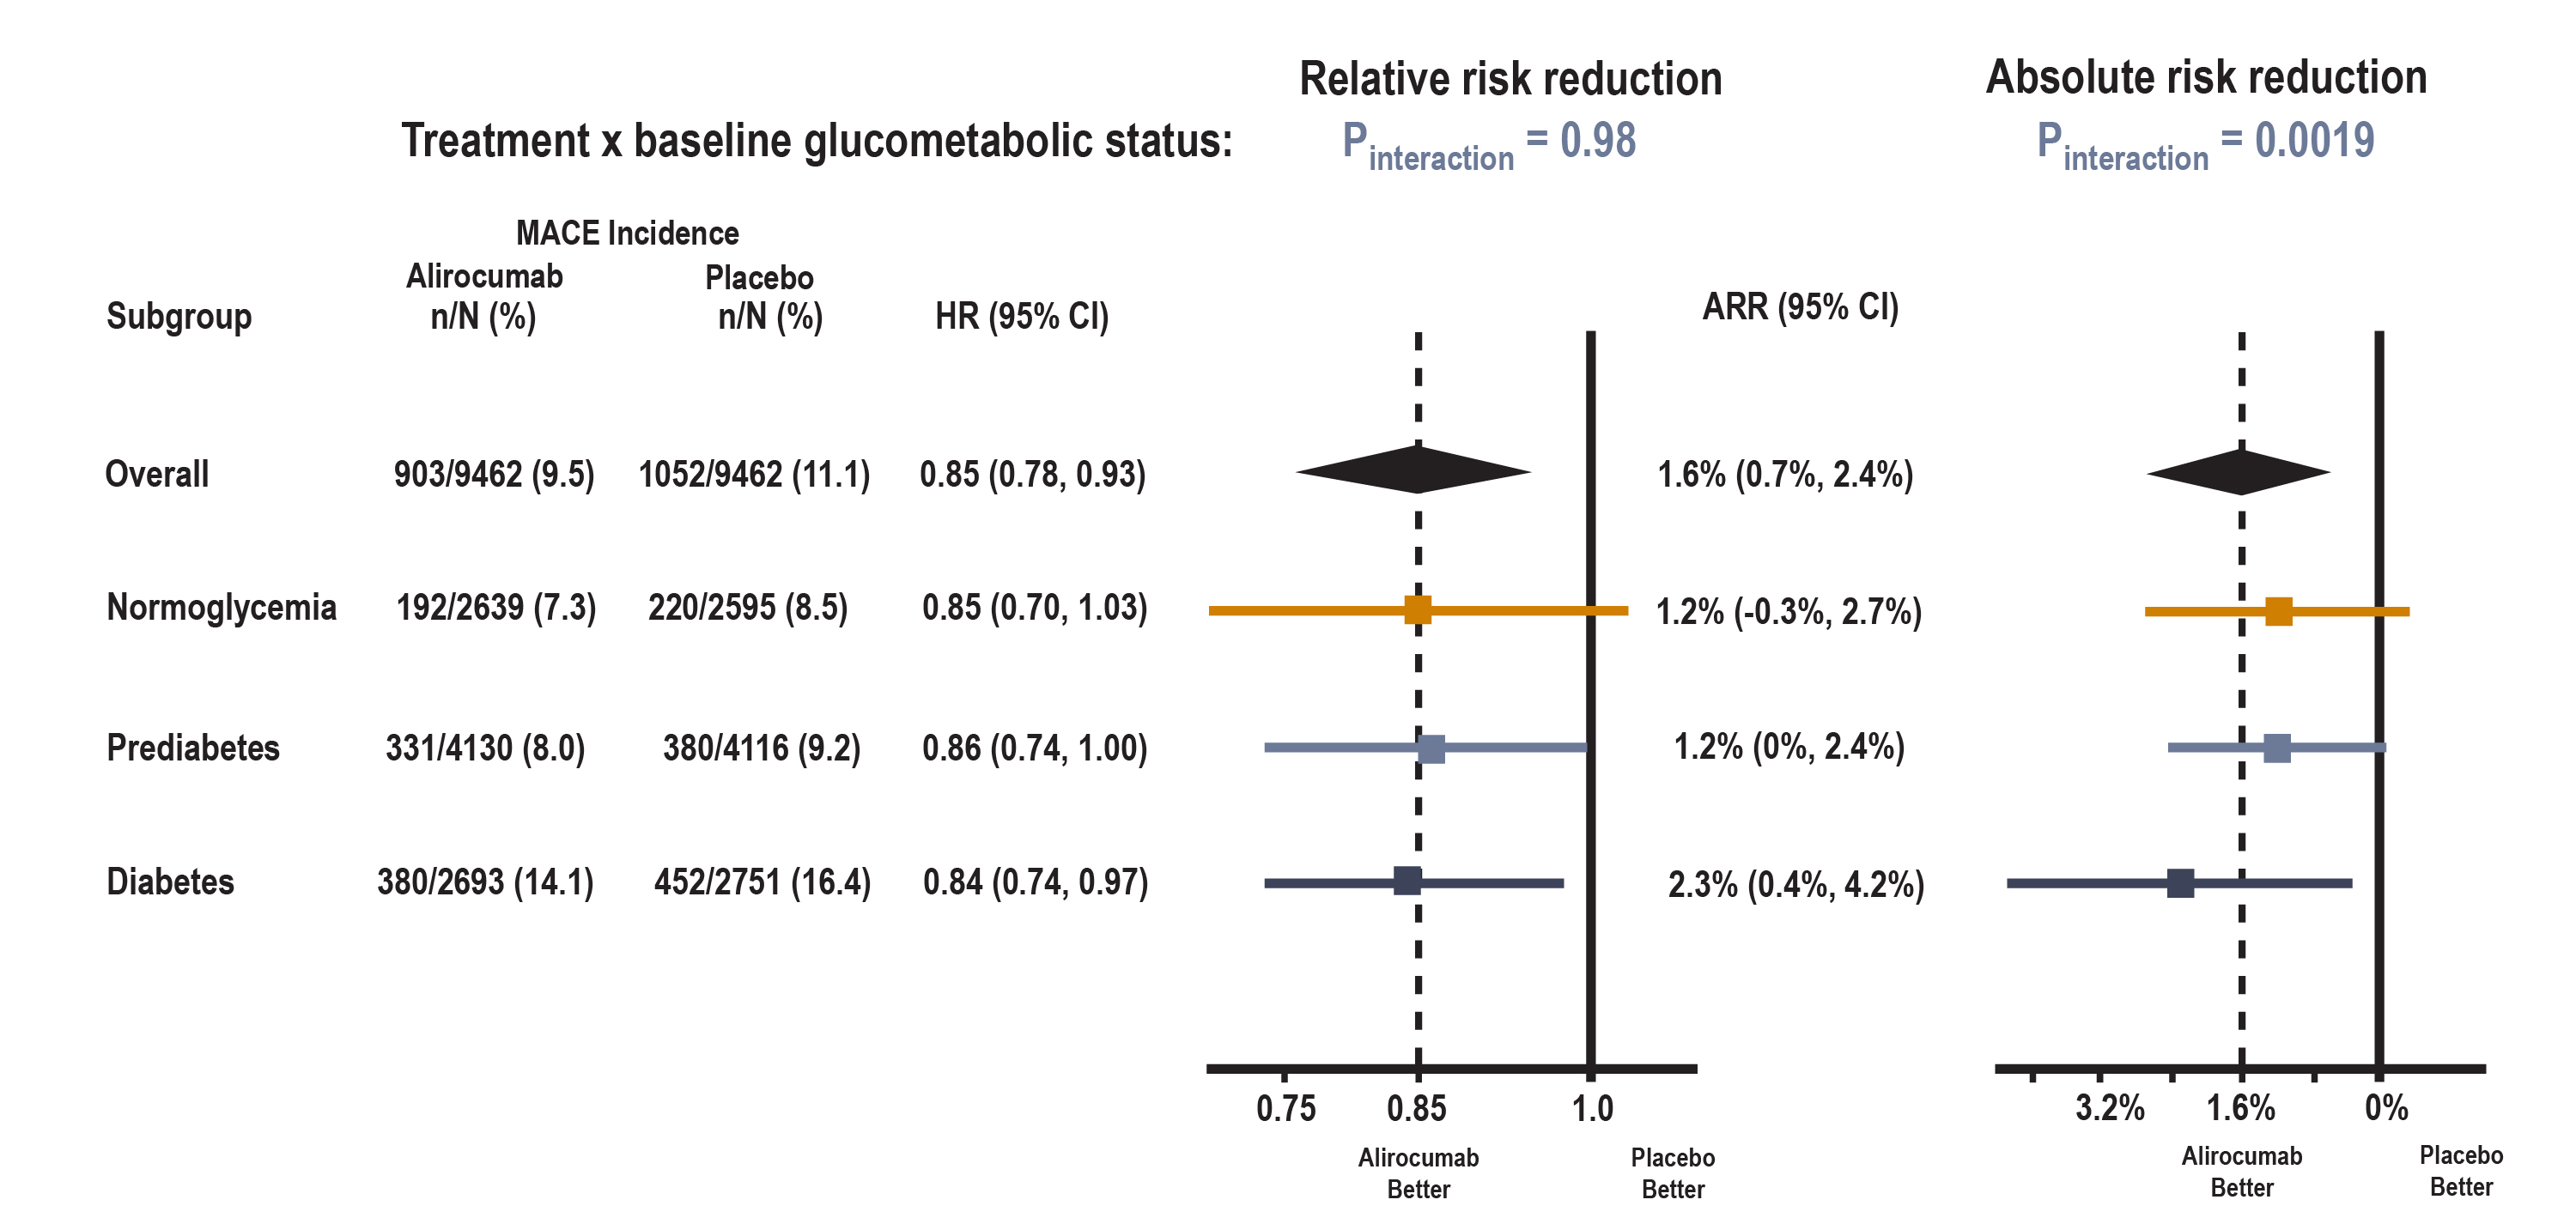 Relative risk reduction Absolute risk reduction
Treatment x baseline glucometabolic status: Pinteraction = 0.98 Pinteraction = 0.0019
MACE Incidence
Alirocumab Placebo
Subgroup n/N (%) n/N (%) HR (95% CI) ARR (95% CI)
Overall 903/9462 (9.5) 1052/9462 (11.1) 0.85 (0.78, 0.93) 1.6% (0.7%, 2.4%)
Normoglycemia 192/2639 (7.3) 220/2595 (8.5) 0.85 (0.70, 1.03) 1.2% (-0.3%, 2.7%)
Prediabetes 331/4130 (8.0) 380/4116 (9.2) 0.86 (0.74, 1.00) 1.2% (0%, 2.4%)
Diabetes 380/2693 (14.1) 452/2751 (16.4) 0.84 (0.74, 0.97) 2.3% (0.4%, 4.2%)
0.75 0.85 1.0 3.2% 1.6% 0%
Alirocumab Placebo Alirocumab Placebo
Better Better Better Better